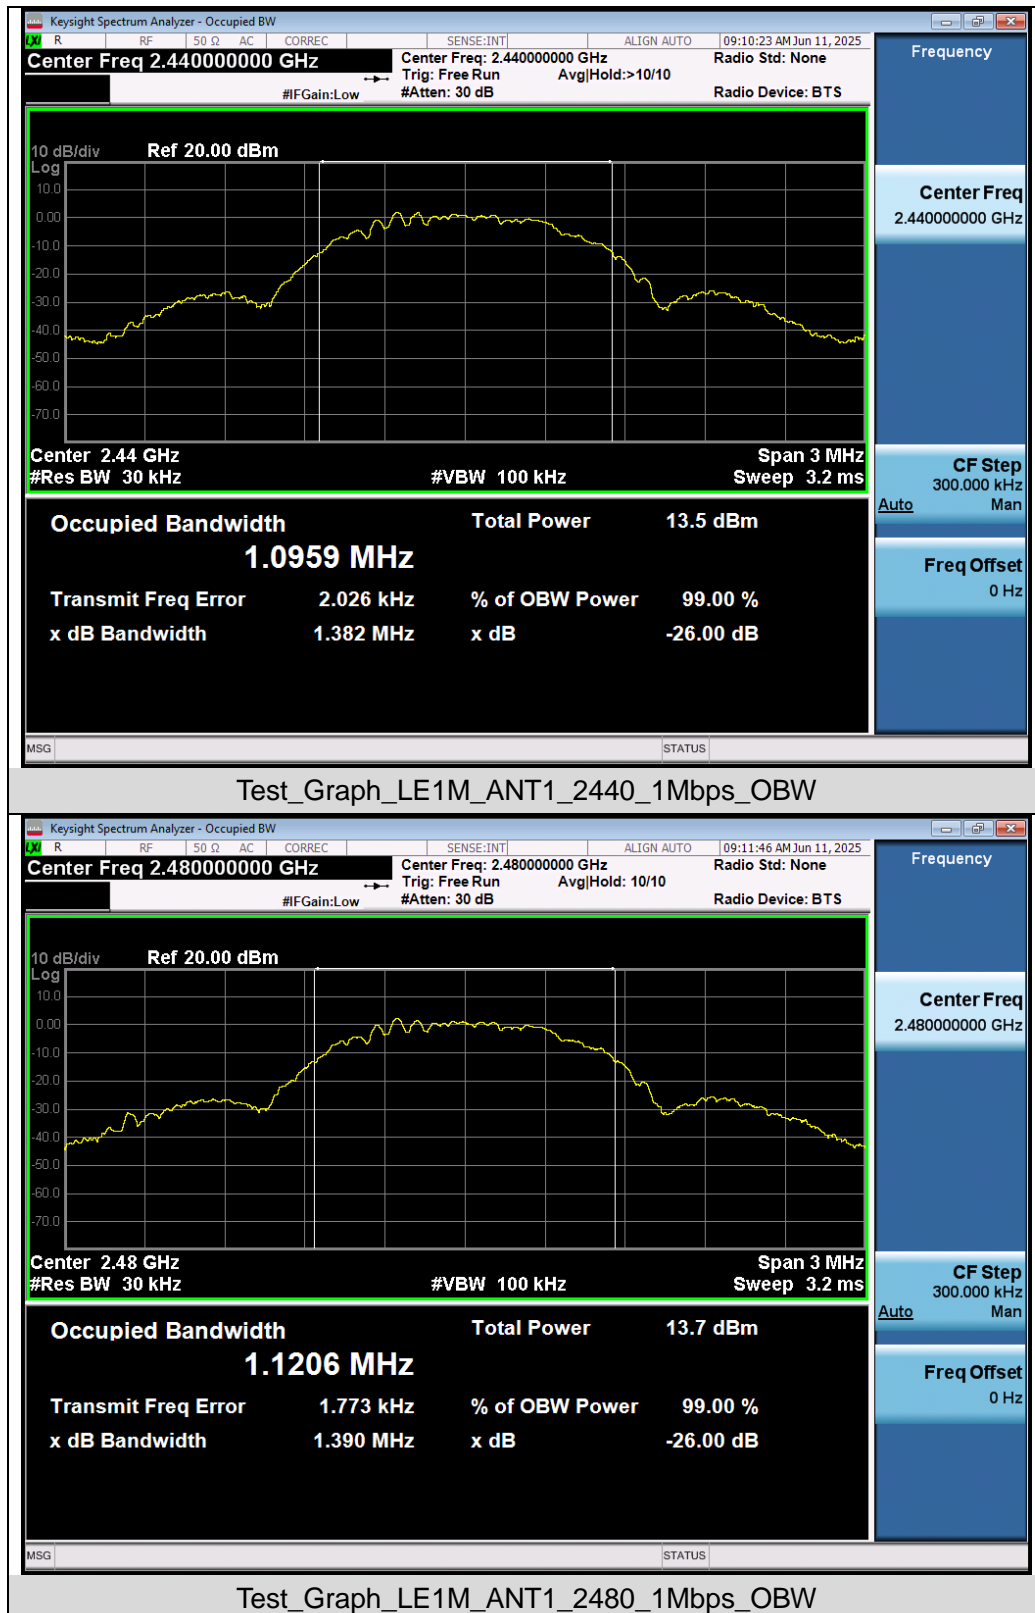 Keysight Spectrum Analyzer - Occupied BW
LXI R RF 50 Ω AC CORREC SENSE:INT ALIGN AUTO 09:10:23 AM Jun 11, 2025
Center Freq 2.440000000 GHz Center Freq: 2.440000000 GHz Radio Std: None Frequency
Trig: Free Run Avg|Hold:>10/10
#IFGain:Low #Atten: 30 dB Radio Device: BTS
10 dB/div Ref 20.00 dBm
Log
10.0
0.00
-10.0
-20.0
-30.0
-40.0
-50.0
-60.0
-70.0
Center Freq
2.440000000 GHz
Center 2.44 GHz Span 3 MHz
#Res BW 30 kHz #VBW 100 kHz Sweep 3.2 ms
CF Step
300.000 kHz
Auto Man
Occupied Bandwidth Total Power 13.5 dBm
1.0959 MHz
Transmit Freq Error 2.026 kHz % of OBW Power 99.00 %
x dB Bandwidth 1.382 MHz x dB -26.00 dB
Freq Offset
0 Hz
MSG STATUS
Test_Graph_LE1M_ANT1_2440_1Mbps_OBW
Keysight Spectrum Analyzer - Occupied BW
LXI R RF 50 Ω AC CORREC SENSE:INT ALIGN AUTO 09:11:46 AM Jun 11, 2025
Center Freq 2.480000000 GHz Center Freq: 2.480000000 GHz Radio Std: None Frequency
Trig: Free Run Avg|Hold: 10/10
#IFGain:Low #Atten: 30 dB Radio Device: BTS
10 dB/div Ref 20.00 dBm
Log
10.0
0.00
-10.0
-20.0
-30.0
-40.0
-50.0
-60.0
-70.0
Center Freq
2.480000000 GHz
Center 2.48 GHz Span 3 MHz
#Res BW 30 kHz #VBW 100 kHz Sweep 3.2 ms
CF Step
300.000 kHz
Auto Man
Occupied Bandwidth Total Power 13.7 dBm
1.1206 MHz
Transmit Freq Error 1.773 kHz % of OBW Power 99.00 %
x dB Bandwidth 1.390 MHz x dB -26.00 dB
Freq Offset
0 Hz
MSG STATUS
Test_Graph_LE1M_ANT1_2480_1Mbps_OBW